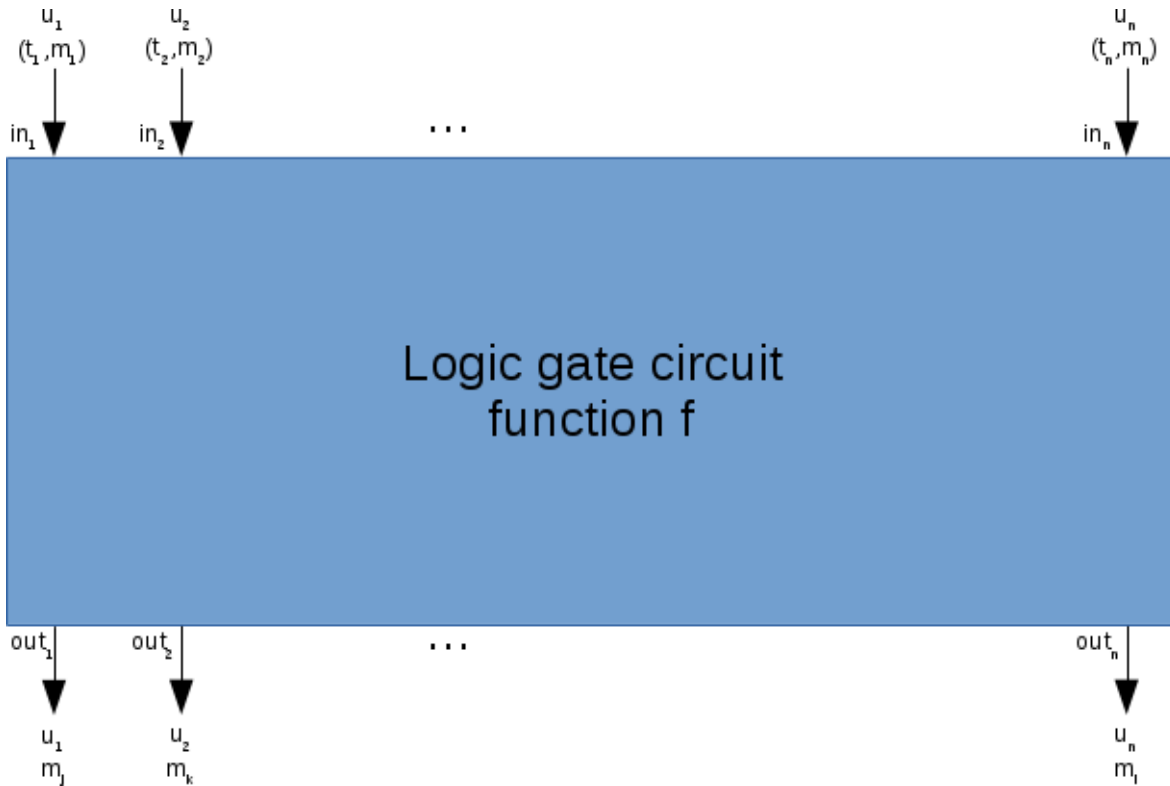 u₁ u₂ uₙ
(t₁,m₁) (t₂,m₂) (tₙ,mₙ)
in₁ in₂ ... inₙ
Logic gate circuit
function f
out₁ out₂ ... outₙ
u₁ u₂ uₙ
mⱼ mₖ mₗ